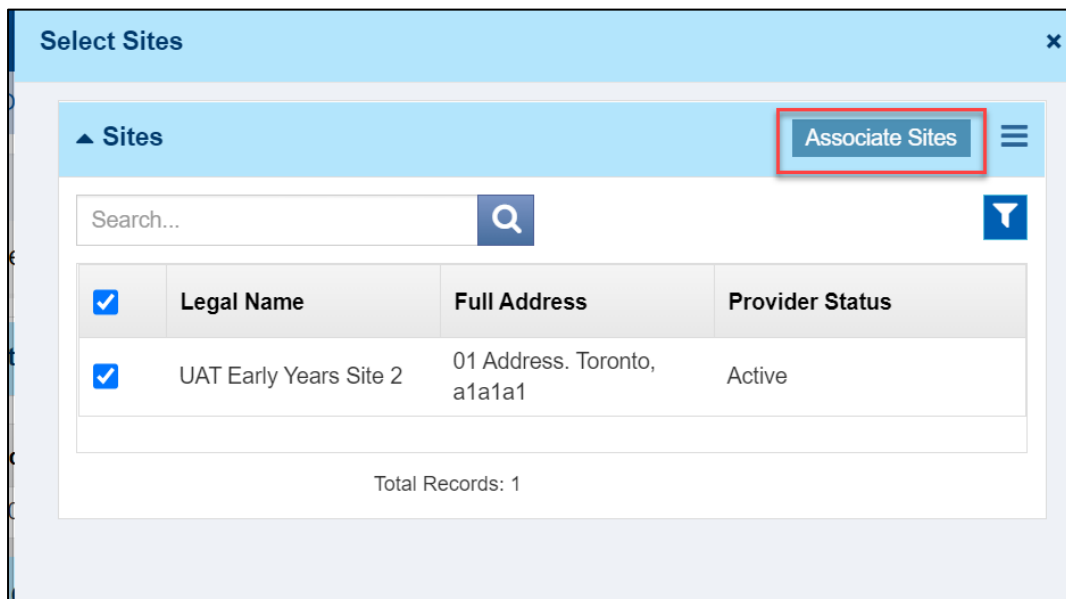 Select Sites
Sites
Associate Sites
Search...
Legal Name
Full Address
Provider Status
UAT Early Years Site 2
01 Address. Toronto,
a1a1a1
Active
Total Records: 1